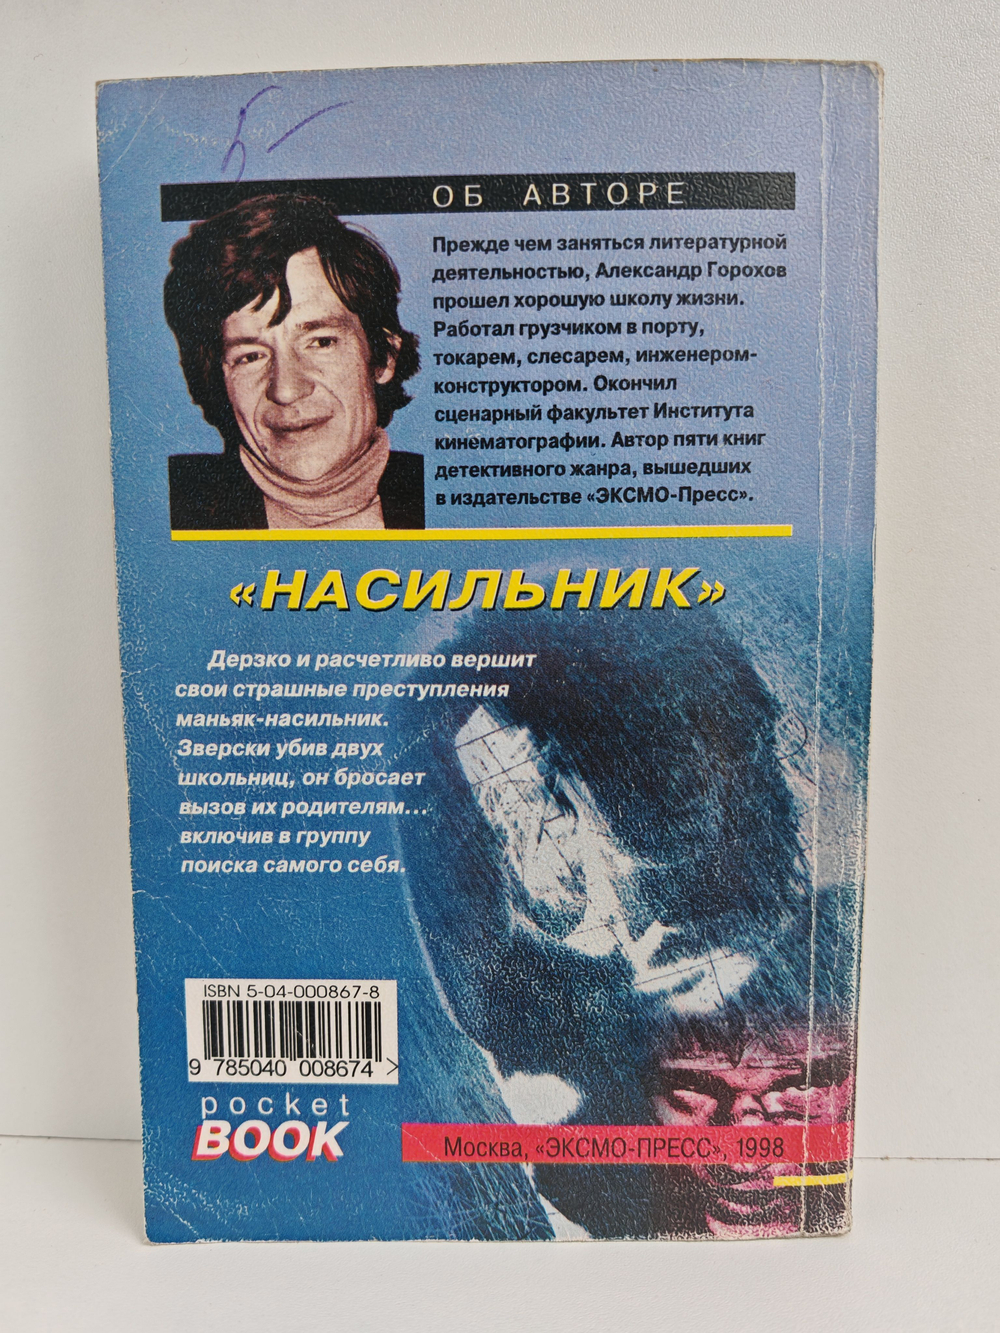 5-
ОБ АВТОРЕ
Прежде чем заняться литературной
деятельностью, Александр Горохов
прошел хорошую школу жизни.
Работал грузчиком в порту,
токарем, слесарем, инженером-
конструктором. Окончил
сценарный факультет Института
кинематографии. Автор пяти книг
детективного жанра, вышедших
в издательстве «ЭКСМО-Пресс».
«НАСИЛЬНИК»
Дерзко и расчетливо вершит
свои страшные преступления
маньяк-насильник.
Зверски убив двух
школьниц, он бросает
вызов их родителям...
включив в группу
поиска самого себя.
ISBN 5-04-000867-8
9 785040 008674 >
pocket
BOOK
Москва, «ЭКСМО-ПРЕСС», 1998